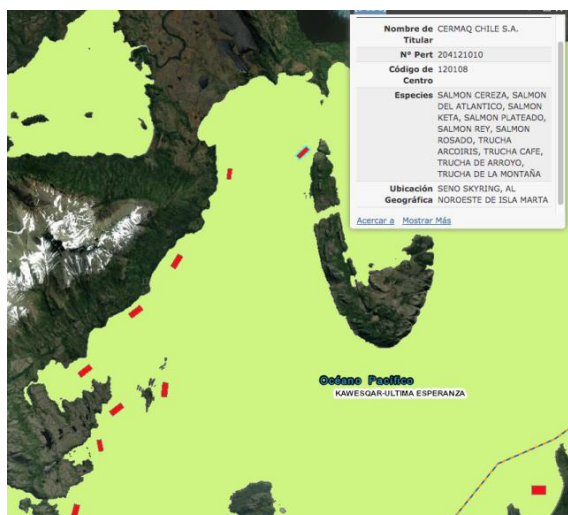 Nombre de Titular CERMAQ CHILE S.A.
N° Pert 204121010
Código de Centro 120108
Especies SALMON CEREZA, SALMON
DEL ATLANTICO, SALMON
KETA, SALMON PLATEADO,
SALMON REY, SALMON
ROSADO, TRUCHA
ARCOIRIS, TRUCHA CAFE,
TRUCHA DE ARROYO,
TRUCHA DE LA MONTAÑA
Ubicación SENO SKYRING, AL
Geográfica NOROESTE DE ISLA MARTA
Acercar a Mostrar Más
Océano Pacífico
KAWESQAR-ULTIMA ESPERANZA